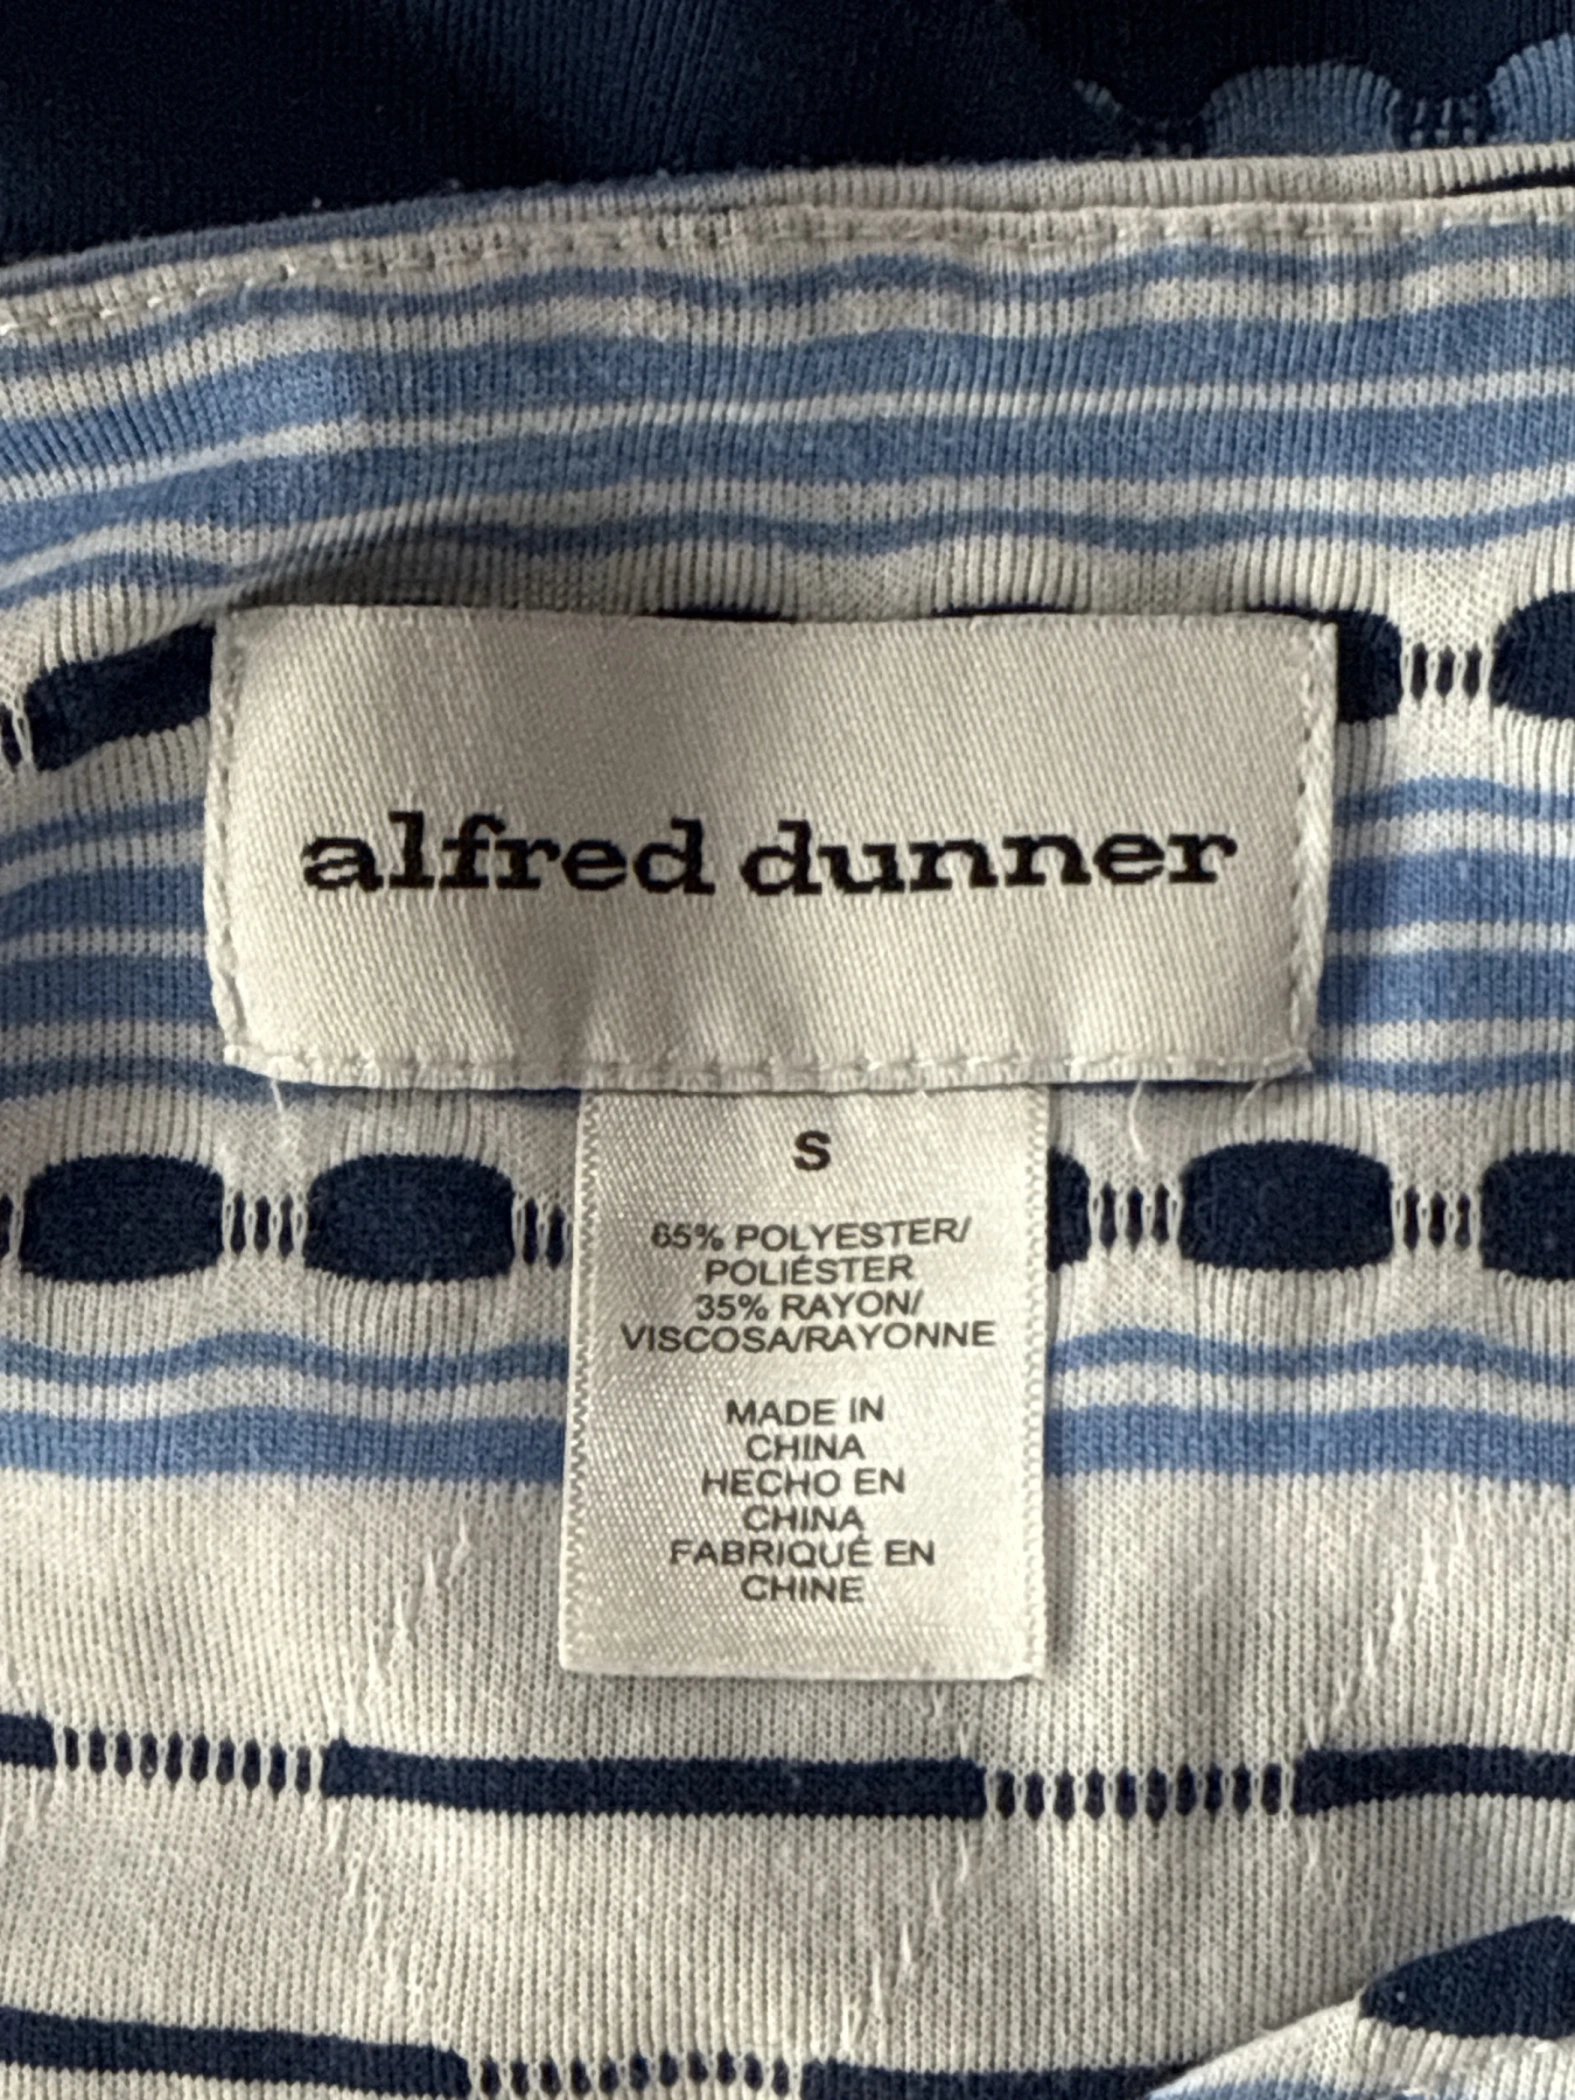 alfred dunner
S
65% POLYESTER/
POLIÉSTER
35% RAYON/
VISCOSA/RAYONNE
MADE IN
CHINA
HECHO EN
CHINA
FABRIQUÉ EN
CHINE